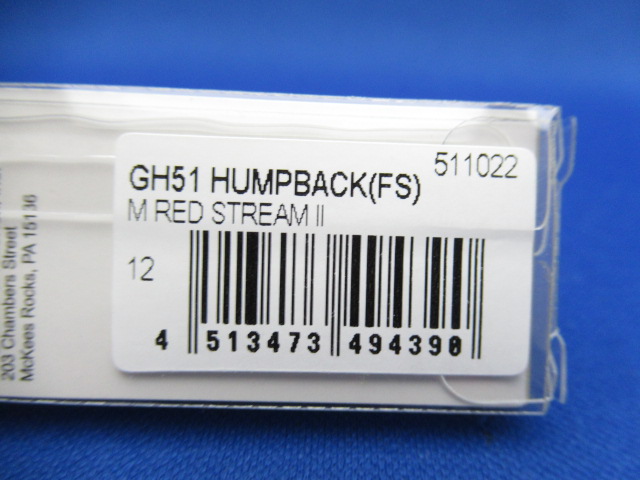 203 Chambers Street
McKees Rocks, PA 15136
GH51 HUMPBACK(FS)
511022
M RED STREAM II
12
4 513473 494390